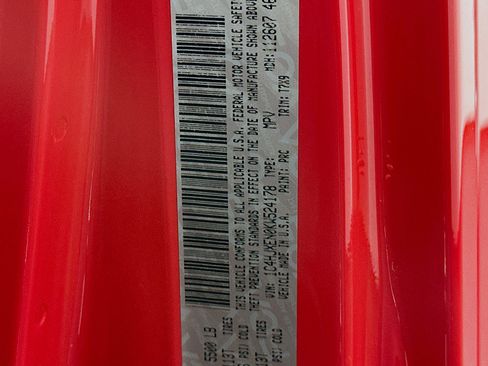 5500 LB
TIRES
PSI/ COLD
TIRES
PSI/ COLD
THIS VEHICLE CONFORMS TO ALL APPLICABLE U.S.A. FEDERAL MOTOR VEHICLE SAFETY
THEFT PREVENTION STANDARDS IN EFFECT ON THE DATE OF MANUFACTURE SHOWN ABOVE
VIN: 1C4HJXEN0KW524178 TYPE: MPV MDH:112607
VEHICLE MADE IN U.S.A. PAINT: PRC TRIM: T7X9